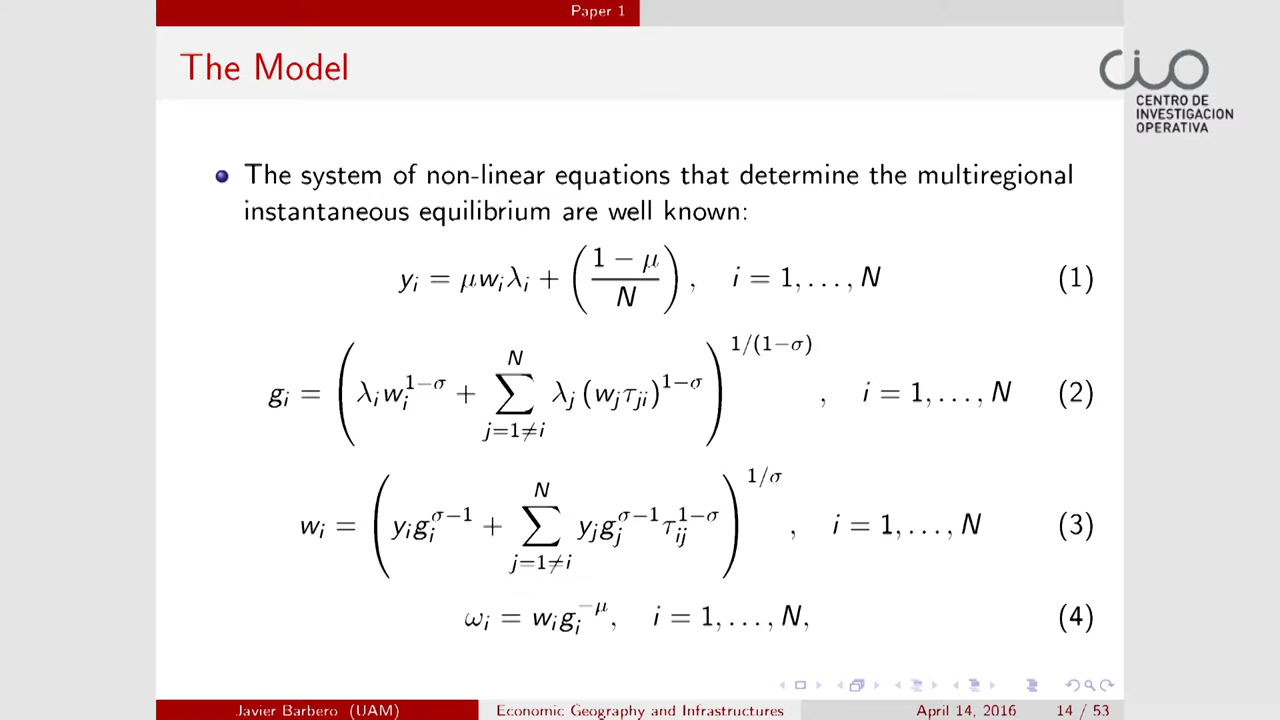 Paper 1
The Model
CIO
CENTRO DE
INVESTIGACION
OPERATIVA
The system of non-linear equations that determine the multiregional
instantaneous equilibrium are well known:
y_i = μw_iλ_i + ((1 − μ)/N), i = 1, . . . , N (1)
g_i = (λ_i w_i^{1−σ} + ∑_{j=1≠i}^{N} λ_j (w_j τ_{ji})^{1−σ})^{1/(1−σ)}, i = 1, . . . , N (2)
w_i = (y_i g_i^{σ−1} + ∑_{j=1≠i}^{N} y_j g_j^{σ−1} τ_{ij}^{1−σ})^{1/σ}, i = 1, . . . , N (3)
ω_i = w_i g_i^{−μ}, i = 1, . . . , N, (4)
Javier Barbero (UAM) Economic Geography and Infrastructures April 14, 2016 14 / 53